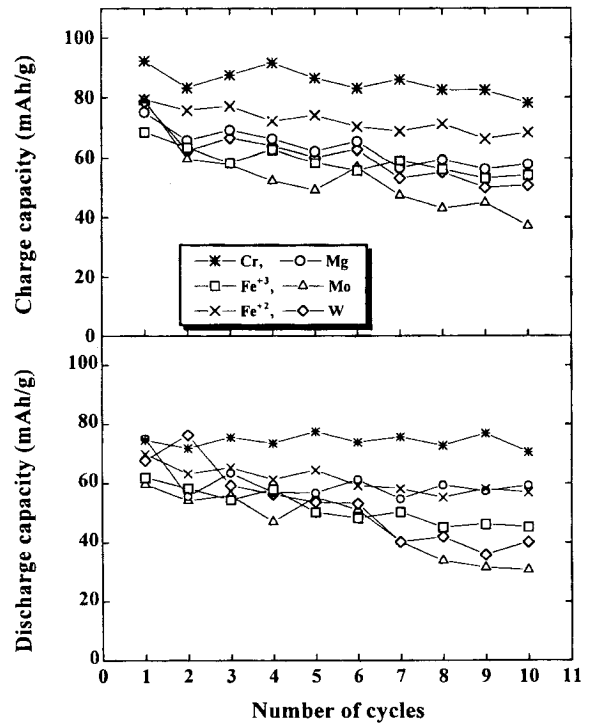 100
80
60
40
20
0
Charge capacity (mAh/g)
Cr, Mg
Fe⁺³, Mo
Fe⁺², W
100
80
60
40
20
0
Discharge capacity (mAh/g)
0 1 2 3 4 5 6 7 8 9 10 11
Number of cycles